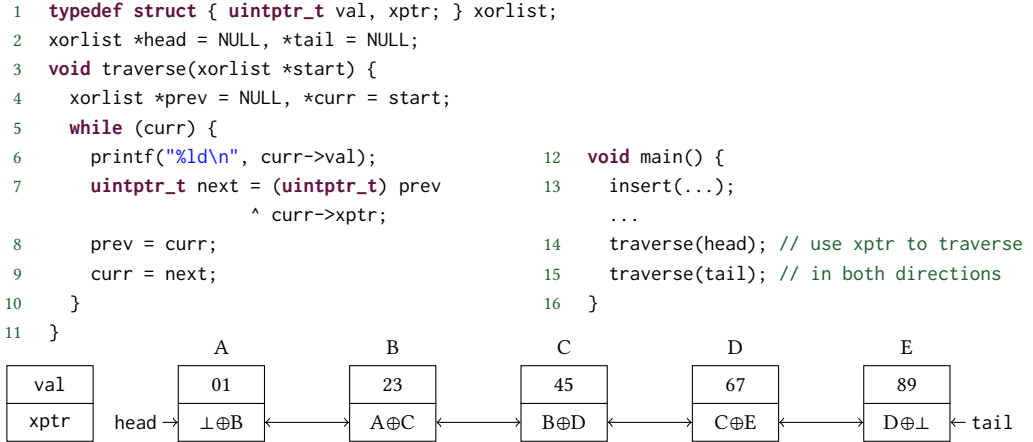 1 typedef struct { uintptr_t val, xptr; } xorlist;
2 xorlist *head = NULL, *tail = NULL;
3 void traverse(xorlist *start) {
4 xorlist *prev = NULL, *curr = start;
5 while (curr) {
6 printf("%ld\n", curr->val);
7 uintptr_t next = (uintptr_t) prev
^ curr->xptr;
8 prev = curr;
9 curr = next;
10 }
11 }
12 void main() {
13 insert(...);
...
14 traverse(head); // use xptr to traverse
15 traverse(tail); // in both directions
16 }
A B C D E
val 01 23 45 67 89
xptr head → ⊥⊕B A⊕C B⊕D C⊕E D⊕⊥ ← tail